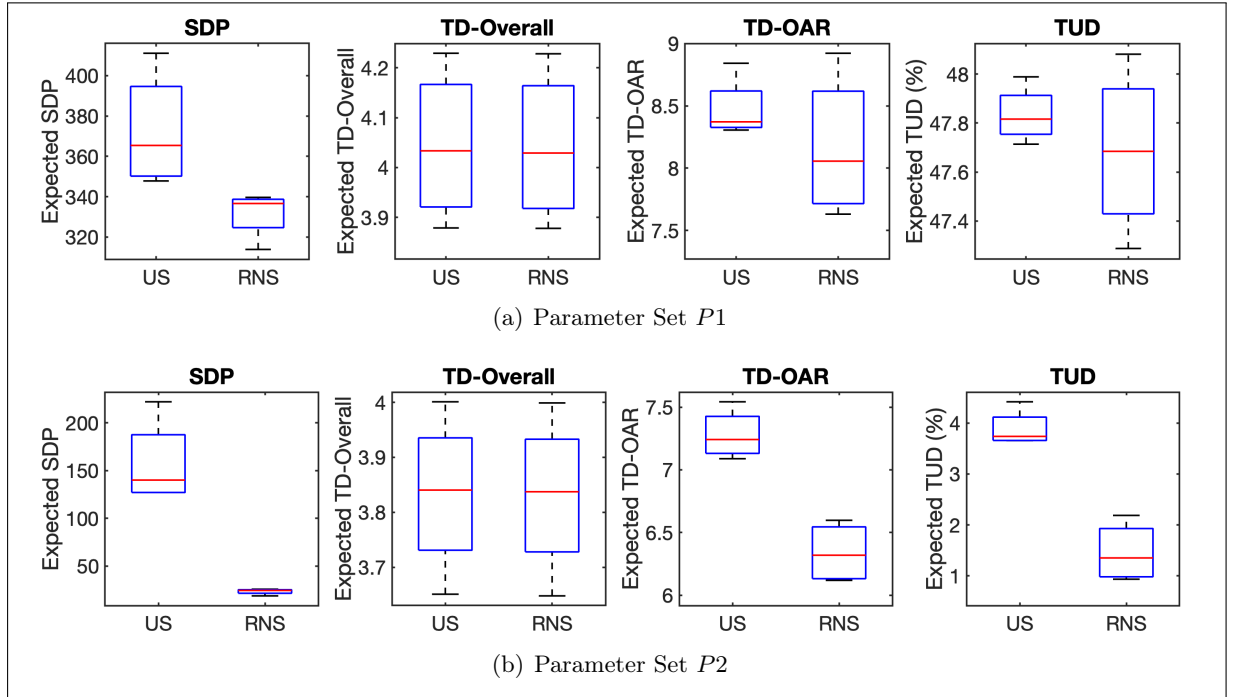 SDP
TD-Overall
TD-OAR
TUD
Expected SDP
400
380
360
340
320
US
RNS
Expected TD-Overall
4.2
4.1
4
3.9
US
RNS
Expected TD-OAR
9
8.5
8
7.5
US
RNS
Expected TUD (%)
48
47.8
47.6
47.4
US
RNS
(a) Parameter Set P1
SDP
TD-Overall
TD-OAR
TUD
Expected SDP
200
150
100
50
US
RNS
Expected TD-Overall
4
3.9
3.8
3.7
US
RNS
Expected TD-OAR
7.5
7
6.5
6
US
RNS
Expected TUD (%)
4
3
2
1
US
RNS
(b) Parameter Set P2